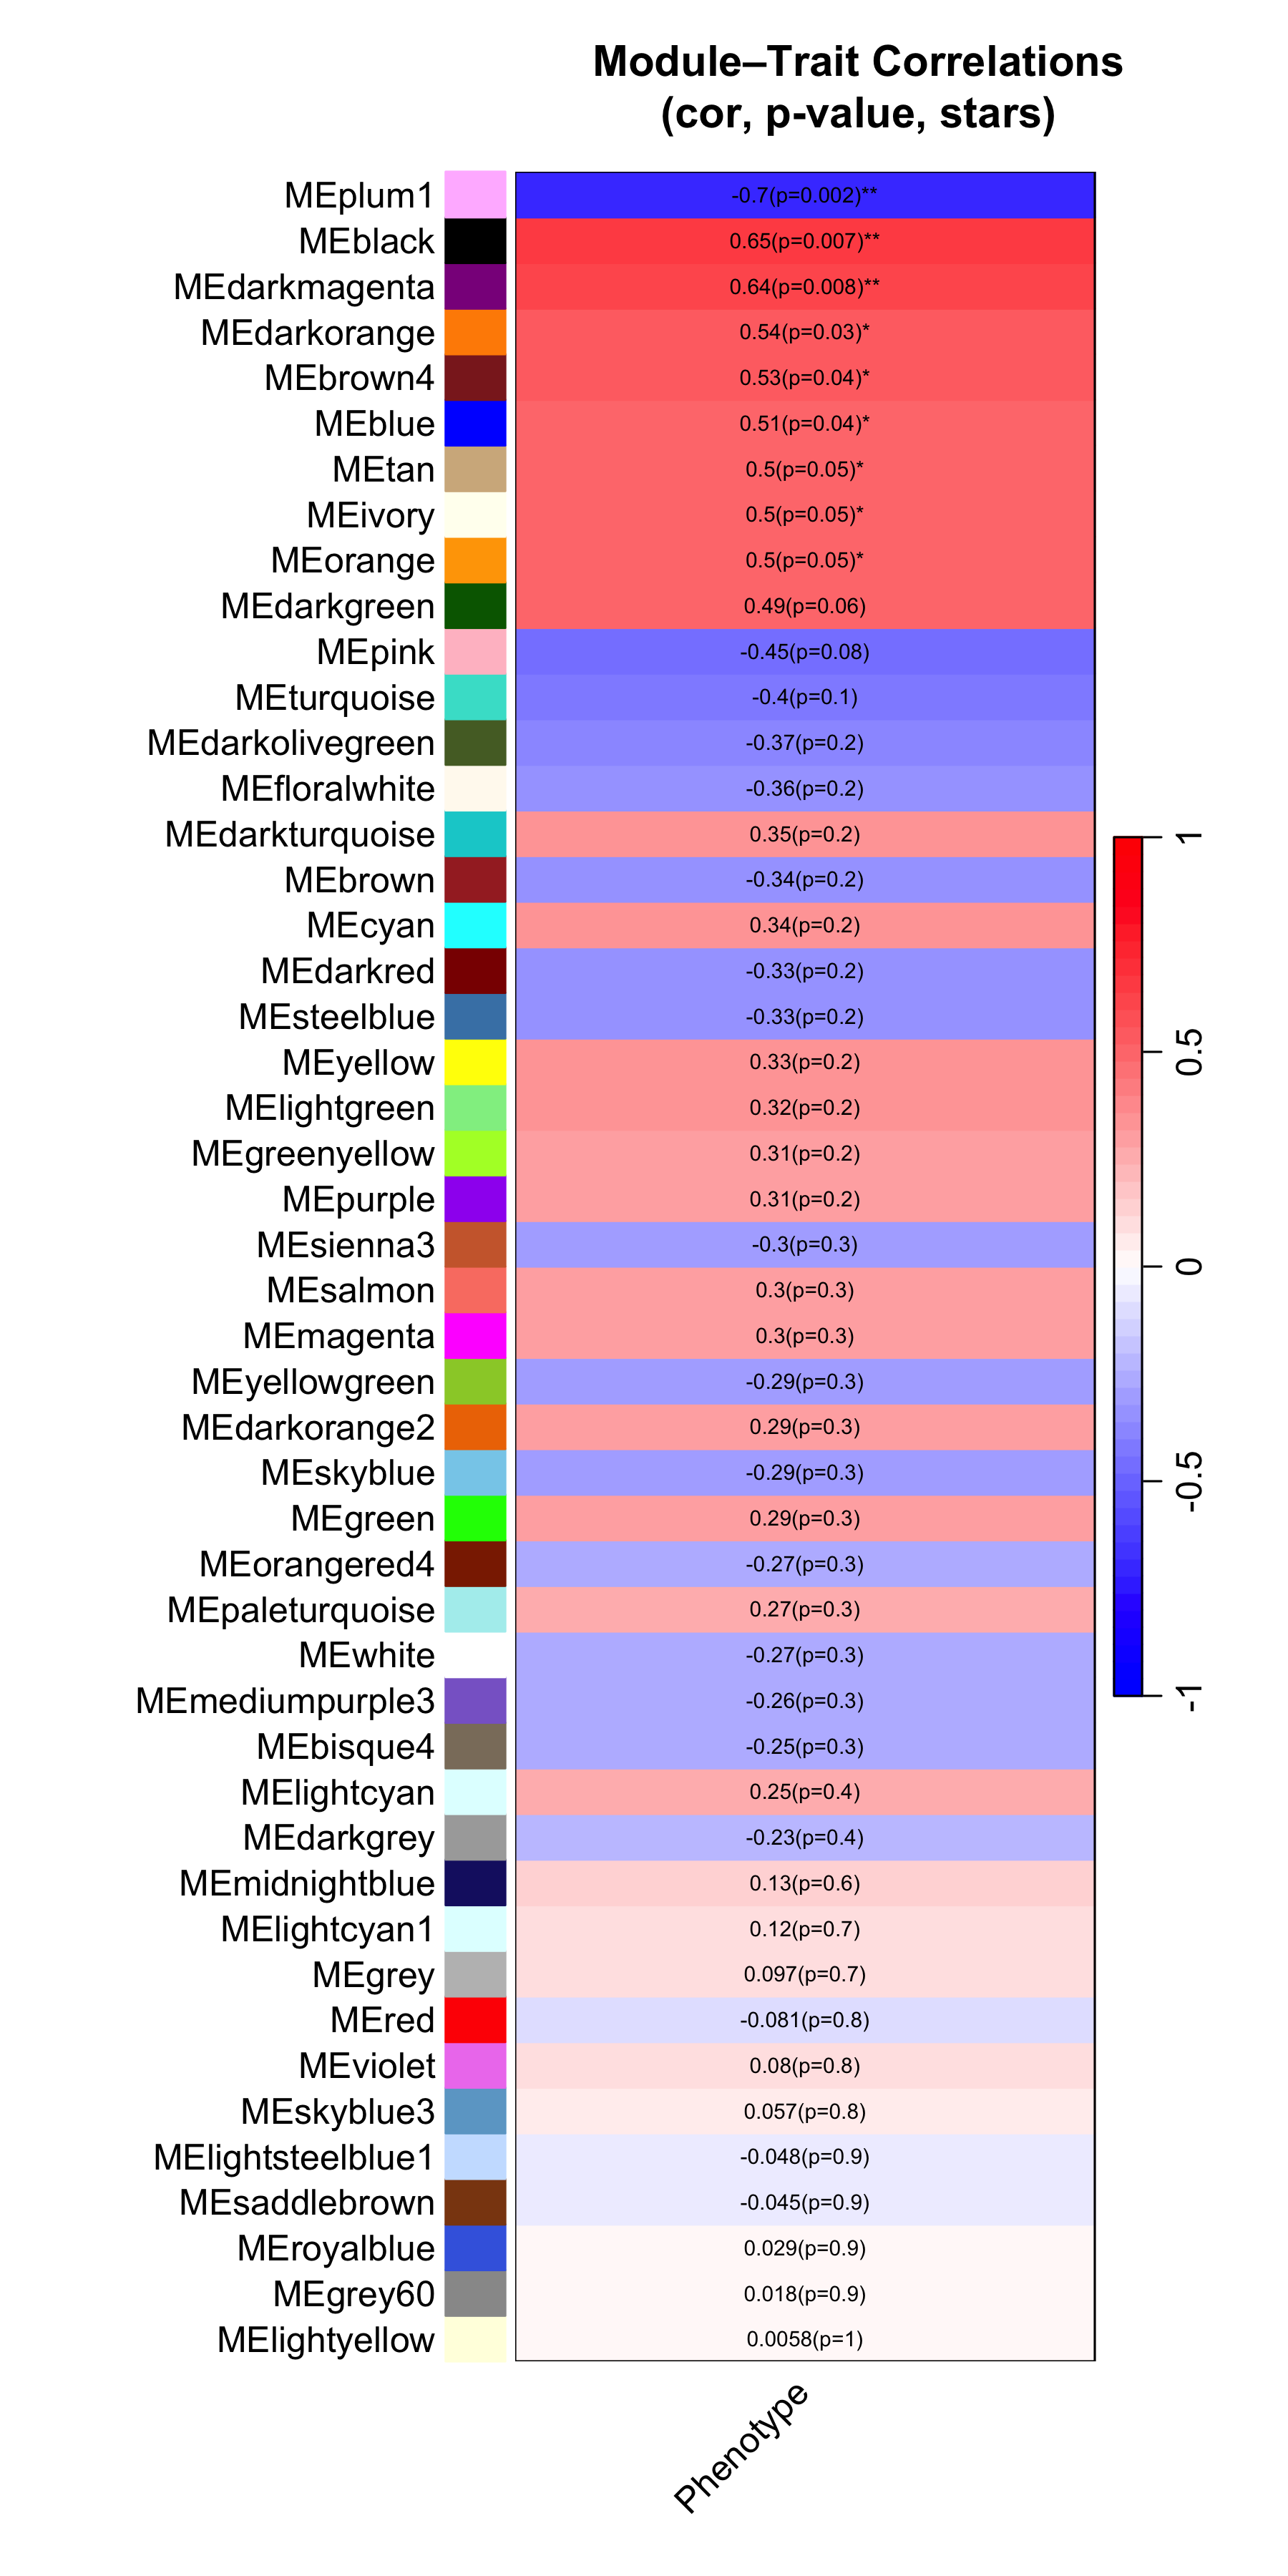 Module–Trait Correlations
(cor, p-value, stars)
MEplum1 -0.7(p=0.002)**
MEblack 0.65(p=0.007)**
MEdarkmagenta 0.64(p=0.008)**
MEdarkorange 0.54(p=0.03)*
MEbrown4 0.53(p=0.04)*
MEblue 0.51(p=0.04)*
MEtan 0.5(p=0.05)*
MEivory 0.5(p=0.05)*
MEorange 0.5(p=0.05)*
MEdarkgreen 0.49(p=0.06)
MEpink -0.45(p=0.08)
MEturquoise -0.4(p=0.1)
MEdarkolivegreen -0.37(p=0.2)
MEfloralwhite -0.36(p=0.2)
MEdarkturquoise 0.35(p=0.2)
MEbrown -0.34(p=0.2)
MEcyan 0.34(p=0.2)
MEdarkred -0.33(p=0.2)
MEsteelblue -0.33(p=0.2)
MEyellow 0.33(p=0.2)
MElightgreen 0.32(p=0.2)
MEgreenyellow 0.31(p=0.2)
MEpurple 0.31(p=0.2)
MEsienna3 -0.3(p=0.3)
MEsalmon 0.3(p=0.3)
MEmagenta 0.3(p=0.3)
MEyellowgreen -0.29(p=0.3)
MEdarkorange2 0.29(p=0.3)
MEskyblue -0.29(p=0.3)
MEgreen 0.29(p=0.3)
MEorangered4 -0.27(p=0.3)
MEpaleturquoise 0.27(p=0.3)
MEwhite -0.27(p=0.3)
MEmediumpurple3 -0.26(p=0.3)
MEbisque4 -0.25(p=0.3)
MElightcyan 0.25(p=0.4)
MEdarkgrey -0.23(p=0.4)
MEmidnightblue 0.13(p=0.6)
MElightcyan1 0.12(p=0.7)
MEgrey 0.097(p=0.7)
MEred -0.081(p=0.8)
MEviolet 0.08(p=0.8)
MEskyblue3 0.057(p=0.8)
MElightsteelblue1 -0.048(p=0.9)
MEsaddlebrown -0.045(p=0.9)
MEroyalblue 0.029(p=0.9)
MEgrey60 0.018(p=0.9)
MElightyellow 0.0058(p=1)
Phenotype
1
0.5
0
-0.5
-1